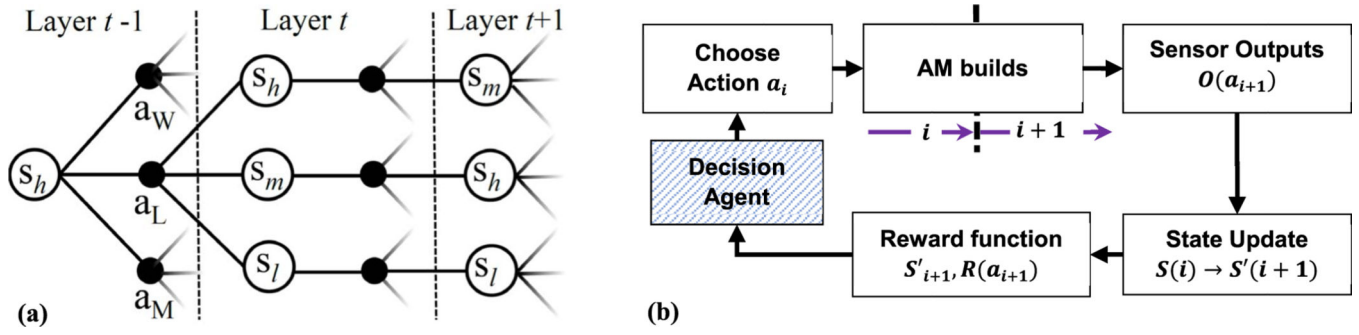 Layer t -1
Layer t
Layer t+1
a_W
s_h
a_L
a_M
s_h
s_m
s_l
s_m
s_h
s_l
(a)
Choose
Action a_i
AM builds
i
i + 1
Sensor Outputs
O(a_{i+1})
Decision
Agent
Reward function
S'_{i+1}, R(a_{i+1})
State Update
S(i) → S'(i + 1)
(b)